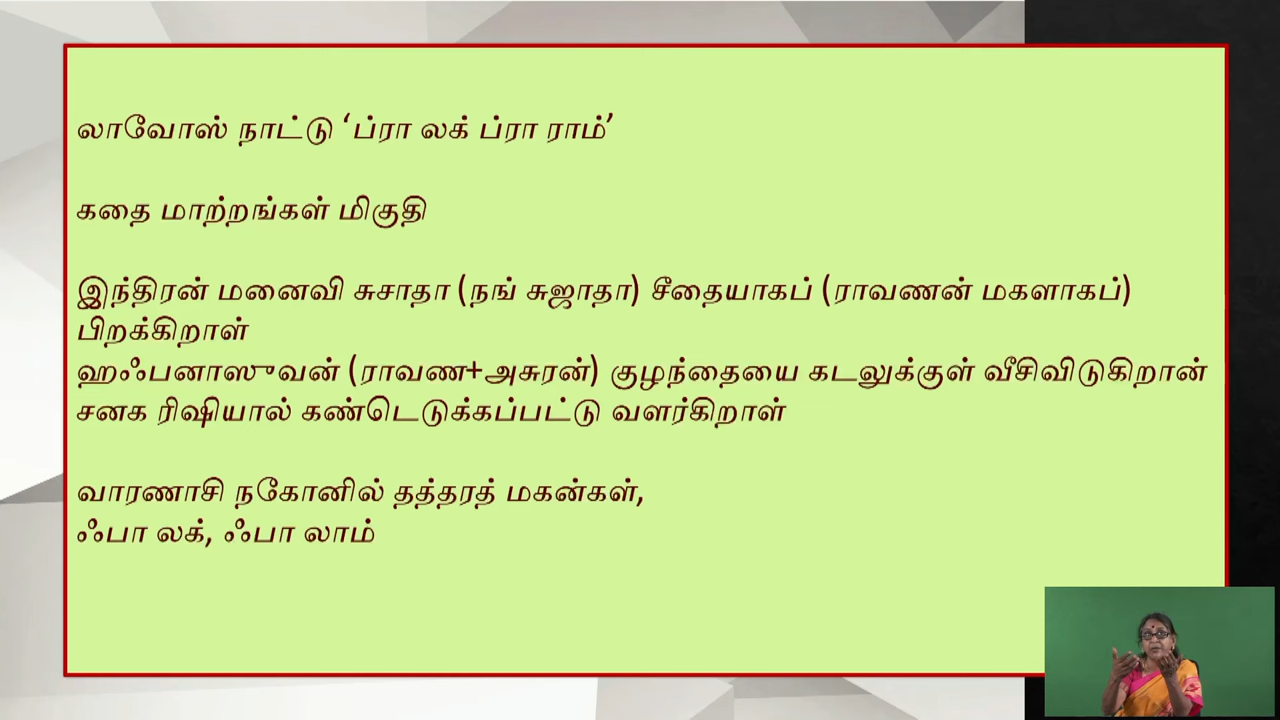 லாவோஸ் நாட்டு ‘ப்ரா லக் ப்ரா ராம்’
கதை மாற்றங்கள் மிகுதி
இந்திரன் மனைவி சுசாதா (நங் சுஜாதா) சீதையாகப் (ராவணன் மகளாகப்)
பிறக்கிறாள்
ஹஃபனாஸுவன் (ராவண+அசுரன்) குழந்தையை கடலுக்குள் வீசிவிடுகிறான்
சனக ரிஷியால் கண்டெடுக்கப்பட்டு வளர்கிறாள்
வாரணாசி நகோனில் தத்தரத் மகன்கள்,
ஃபா லக், ஃபா லாம்